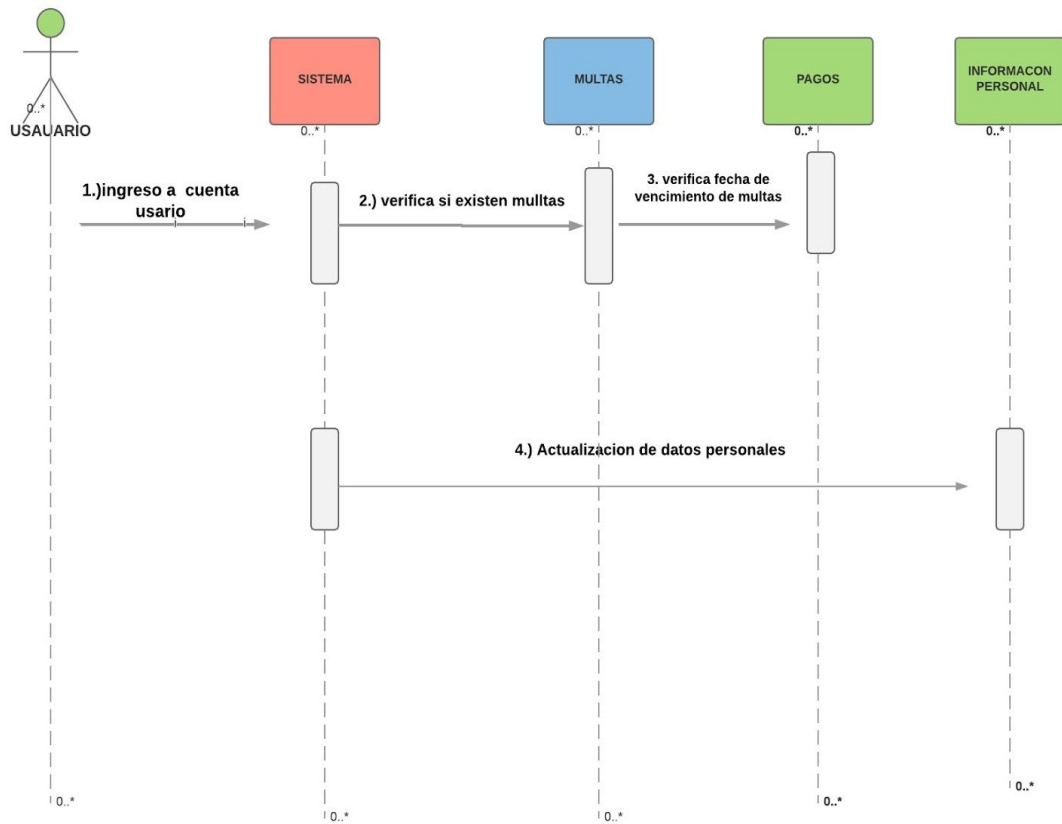 0..*
USAUARIO
SISTEMA
0..*
MULTAS
0..*
PAGOS
0..*
INFORMACON
PERSONAL
0..*
1.)ingreso a cuenta
usario
2.) verifica si existen mulltas
3. verifica fecha de
vencimiento de multas
4.) Actualizacion de datos personales
0..*
0..*
0..*
0..*
0..*